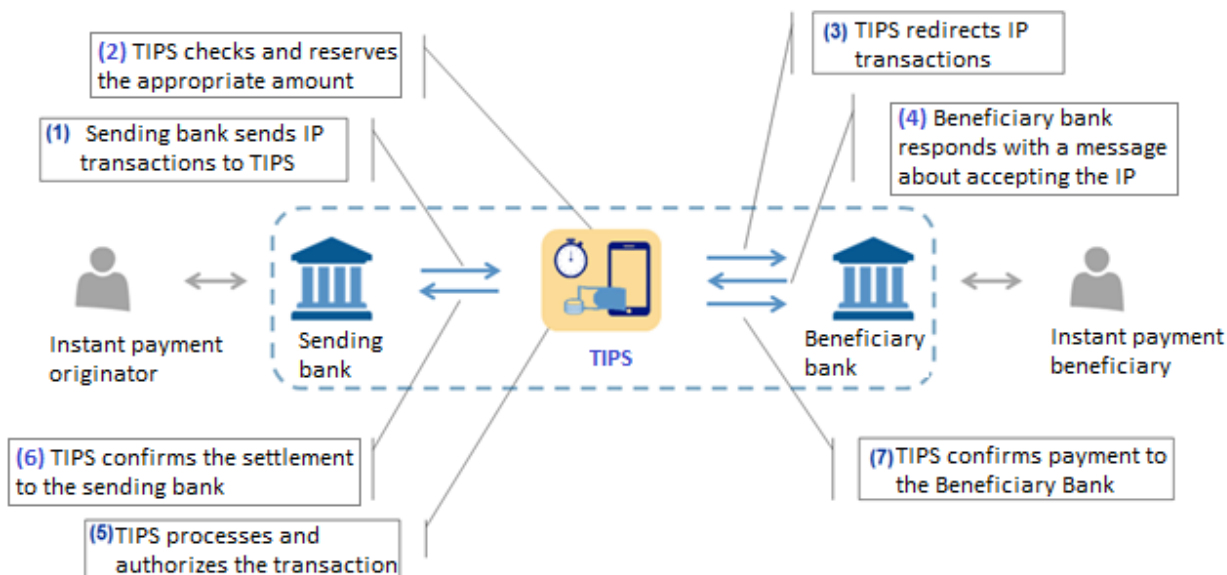 (2) TIPS checks and reserves
the appropriate amount
(3) TIPS redirects IP
transactions
(1) Sending bank sends IP
transactions to TIPS
(4) Beneficiary bank
responds with a message
about accepting the IP
Instant payment
originator
Sending
bank
TIPS
Beneficiary
bank
Instant payment
beneficiary
(6) TIPS confirms the settlement
to the sending bank
(7) TIPS confirms payment to
the Beneficiary Bank
(5) TIPS processes and
authorizes the transaction